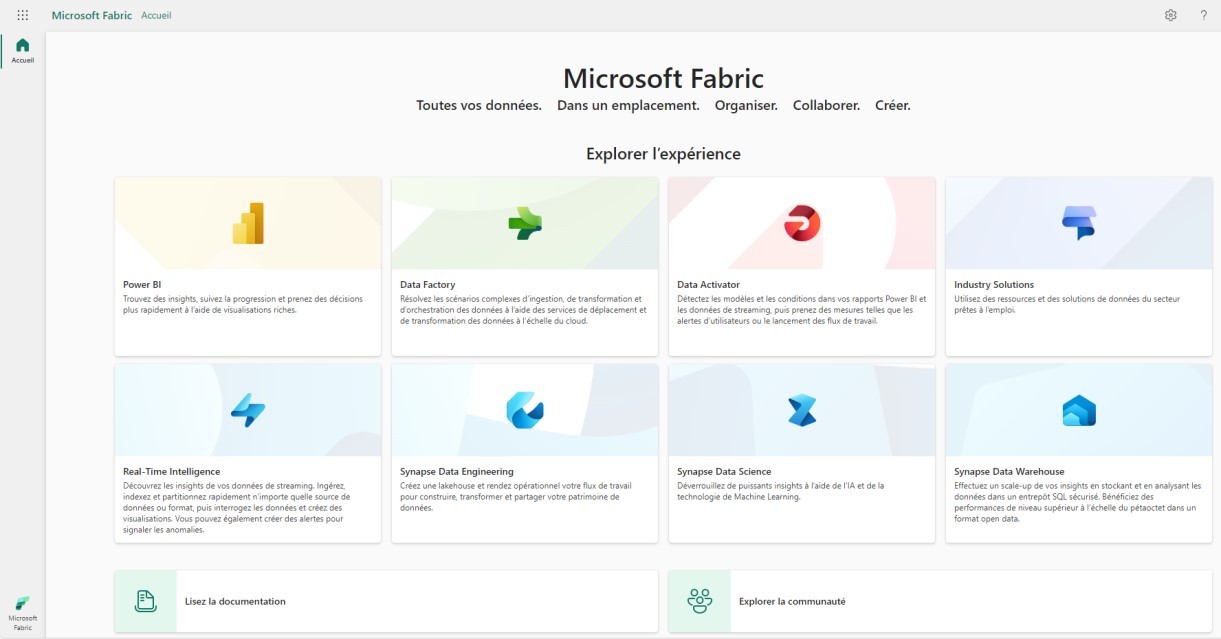 Microsoft Fabric Accueil
?
Accueil
Microsoft Fabric
Toutes vos données. Dans un emplacement. Organiser. Collaborer. Créer.
Explorer l'expérience
Power BI
Trouvez des insights, suivez la progression et prenez des décisions
plus rapidement à l'aide de visualisations riches.
Data Factory
Résolvez les scénarios complexes d'ingestion, de transformation et
d'orchestration des données à l'aide des services de déplacement et
de transformation des données à l'échelle du cloud.
Data Activator
Détectez les modèles et les conditions dans vos rapports Power BI et
les données de streaming, puis prenez des mesures telles que les
alertes d'utilisateurs ou le lancement des flux de travail.
Industry Solutions
Utilisez des ressources et des solutions de données du secteur
prêtes à l'emploi.
Real-Time Intelligence
Découvrez les insights de vos données de streaming. Ingérez,
indexez et partitionnez rapidement n'importe quelle source de
données ou format, puis interrogez les données et créez des
visualisations. Vous pouvez également créer des alertes pour
signaler les anomalies.
Synapse Data Engineering
Créez une lakehouse et rendez opérationnel votre flux de travail
pour construire, transformer et partager votre patrimoine de
données.
Synapse Data Science
Déverrouillez de puissants insights à l'aide de l'IA et de la
technologie de Machine Learning.
Synapse Data Warehouse
Effectuez un scale-up de vos insights en stockant et en analysant les
données dans un entrepôt SQL sécurisé. Bénéficiez des
performances de niveau supérieur à l'échelle du pétaoctet dans un
format open data.
Lisez la documentation
Explorer la communauté
Microsoft
Fabric